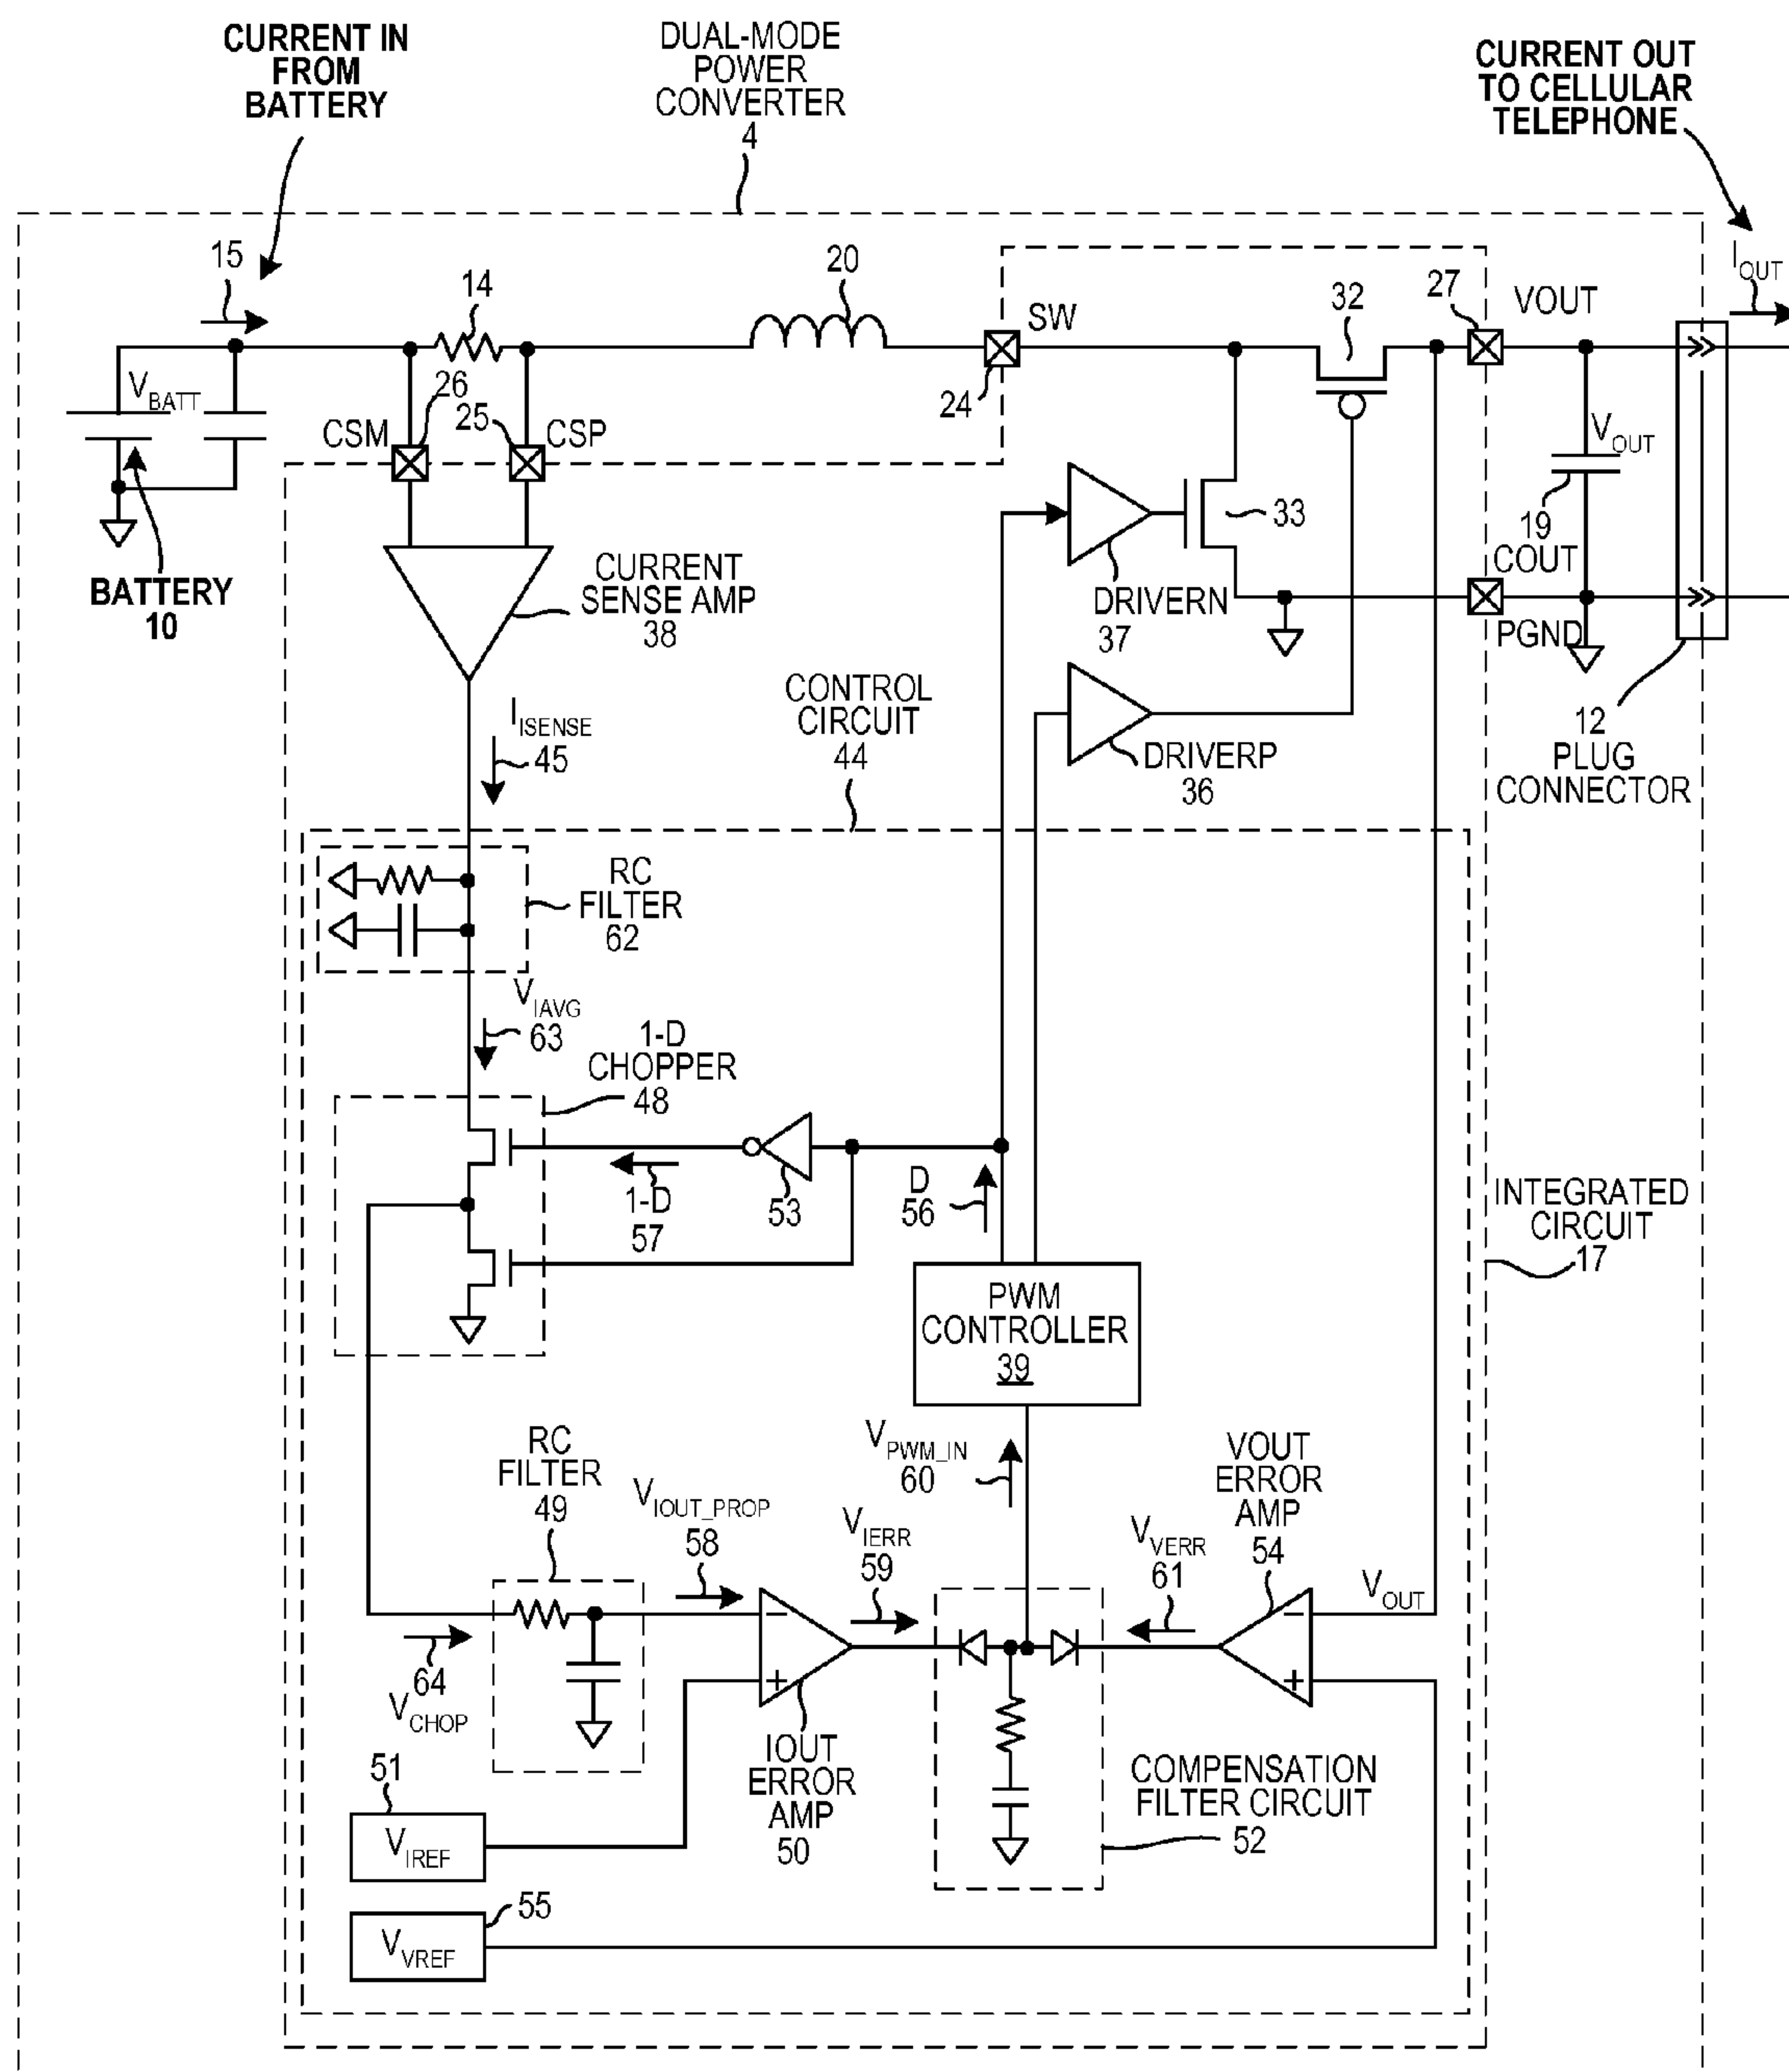 CURRENT IN
FROM
BATTERY
DUAL-MODE
POWER
CONVERTER
4
CURRENT OUT
TO CELLULAR
TELEPHONE
15
14
20
SW
32
27
VOUT
IOUT
VBATT
26
24
CSM
25
CSP
VOUT
33
19
COUT
BATTERY
10
CURRENT
SENSE AMP
38
DRIVERN
37
PGND
CONTROL
CIRCUIT
44
IISENSE
45
DRIVERP
36
12
PLUG
CONNECTOR
RC
FILTER
62
VIAVG
63
1-D
CHOPPER
48
1-D
57
53
D
56
INTEGRATED
CIRCUIT
17
PWM
CONTROLLER
39
RC
FILTER
49
VIOUT_PROP
58
VPWM_IN
60
VIERR
59
VVERR
61
VOUT
ERROR
AMP
54
VOUT
−
−
+
+
64
VCHOP
IOUT
ERROR
AMP
50
COMPENSATION
FILTER CIRCUIT
52
51
VIREF
55
VVREF